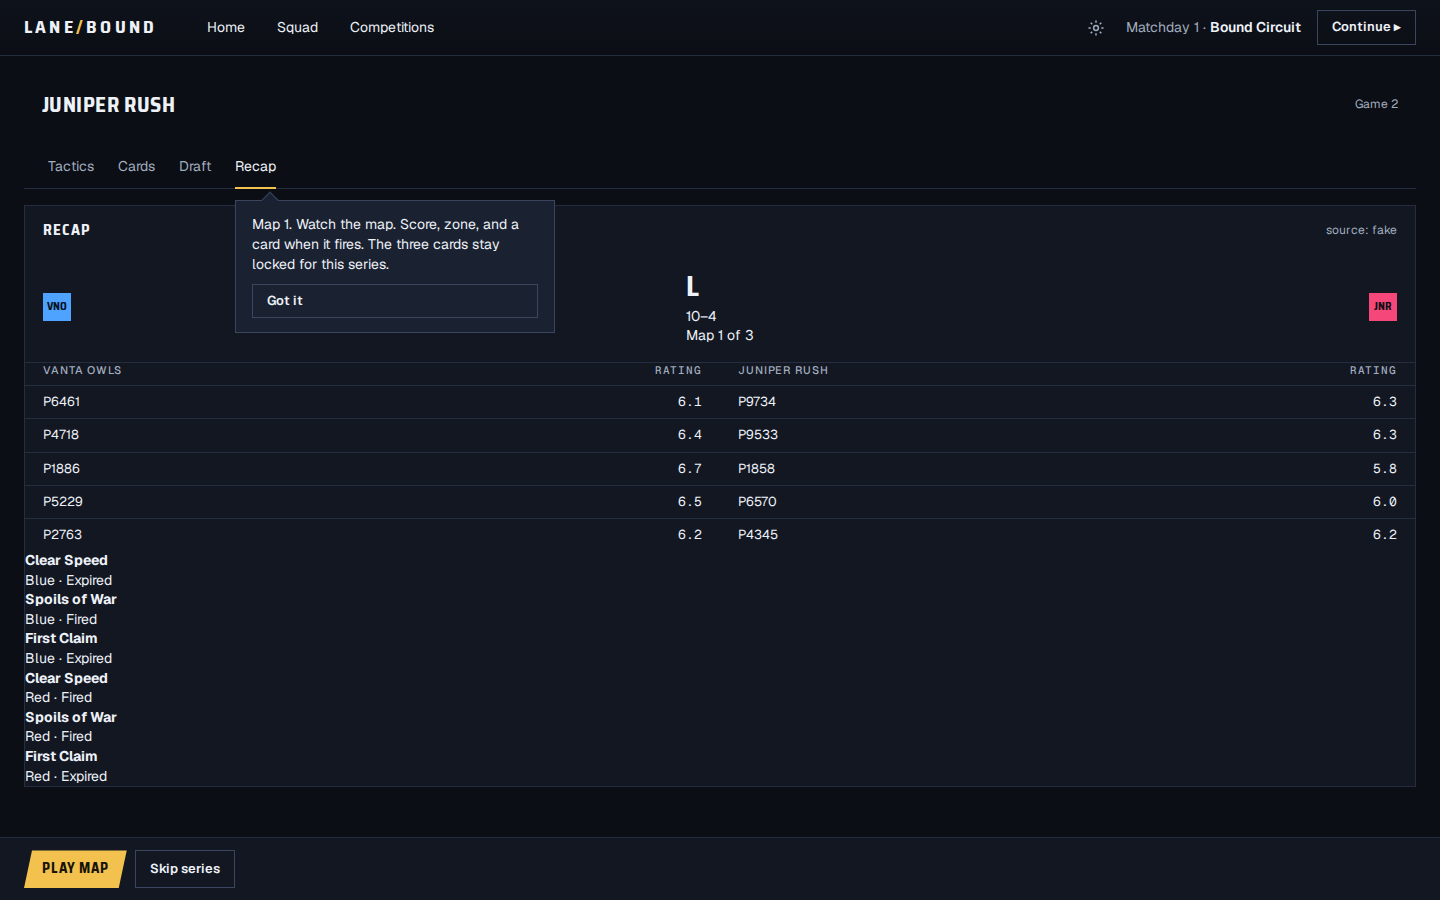 LANE/BOUND Home Squad Competitions Matchday 1 · Bound Circuit Continue ▸
JUNIPER RUSH Game 2
Tactics Cards Draft Recap
RECAP source: fake
Map 1. Watch the map. Score, zone, and a
card when it fires. The three cards stay
locked for this series.
Got it
VNO L JNR
10–4
Map 1 of 3
VANTA OWLS RATING JUNIPER RUSH RATING
P6461 6.1 P9734 6.3
P4718 6.4 P9533 6.3
P1886 6.7 P1858 5.8
P5229 6.5 P6570 6.0
P2763 6.2 P4345 6.2
Clear Speed
Blue · Expired
Spoils of War
Blue · Fired
First Claim
Blue · Expired
Clear Speed
Red · Fired
Spoils of War
Red · Fired
First Claim
Red · Expired
PLAY MAP Skip series